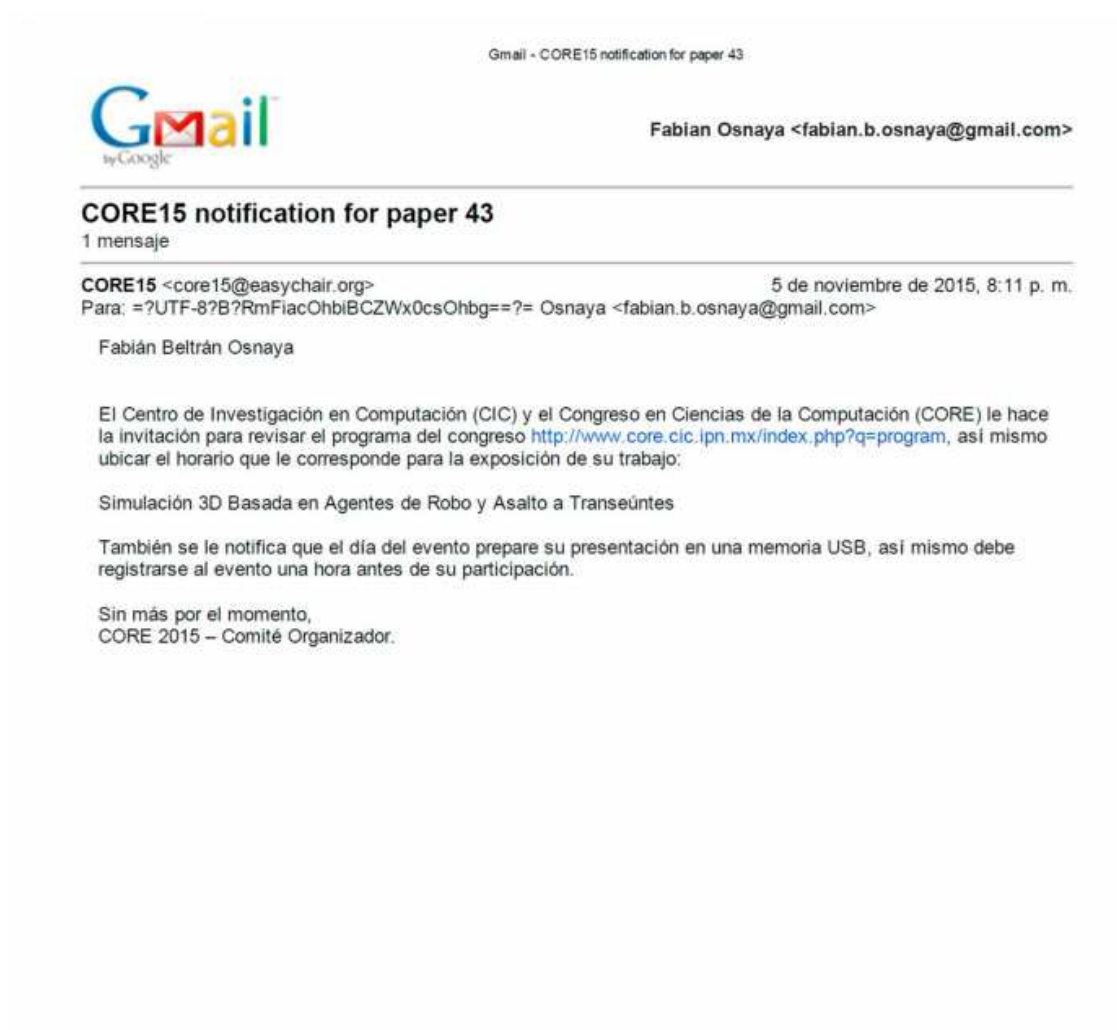 Gmail - CORE15 notification for paper 43
Gmail
by Google
Fabian Osnaya <fabian.b.osnaya@gmail.com>
CORE15 notification for paper 43
1 mensaje
CORE15 <core15@easychair.org> 5 de noviembre de 2015, 8:11 p. m.
Para: =?UTF-8?B?RmFiacOhbiBCZWx0csOhbg==?= Osnaya <fabian.b.osnaya@gmail.com>
Fabián Beltrán Osnaya
El Centro de Investigación en Computación (CIC) y el Congreso en Ciencias de la Computación (CORE) le hace
la invitación para revisar el programa del congreso http://www.core.cic.ipn.mx/index.php?q=program, así mismo
ubicar el horario que le corresponde para la exposición de su trabajo:
Simulación 3D Basada en Agentes de Robo y Asalto a Transeúntes
También se le notifica que el día del evento prepare su presentación en una memoria USB, así mismo debe
registrarse al evento una hora antes de su participación.
Sin más por el momento,
CORE 2015 – Comité Organizador.